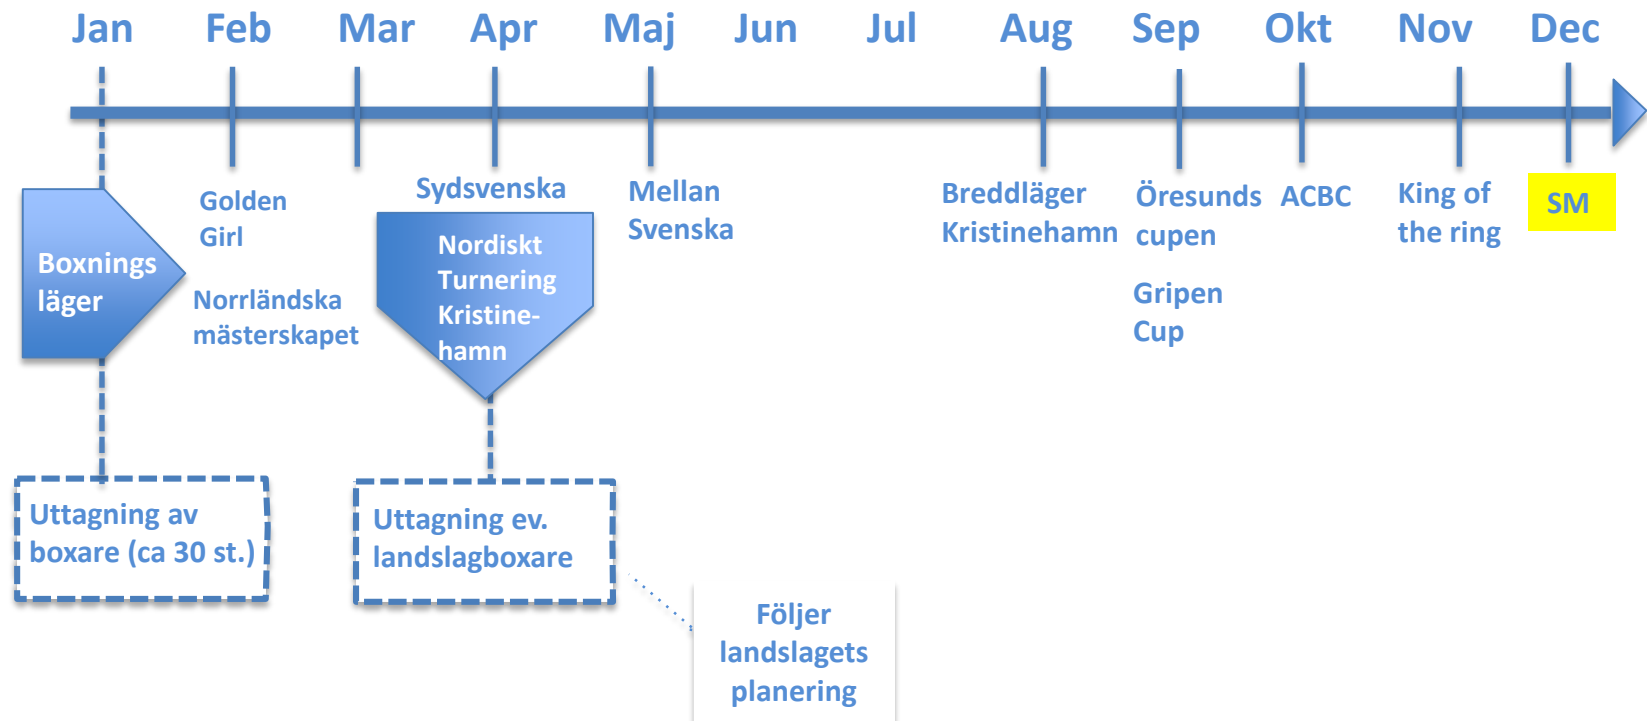 Jan Feb Mar Apr Maj Jun Jul Aug Sep Okt Nov Dec
Boxnings
läger
Golden
Girl
Norrländska
mästerskapet
Sydsvenska
Nordiskt
Turnering
Kristine-
hamn
Mellan
Svenska
Breddläger
Kristinehamn
Öresunds
cupen
Gripen
Cup
ACBC
King of
the ring
SM
Uttagning av
boxare (ca 30 st.)
Uttagning ev.
landslagboxare
Följer
landslagets
planering